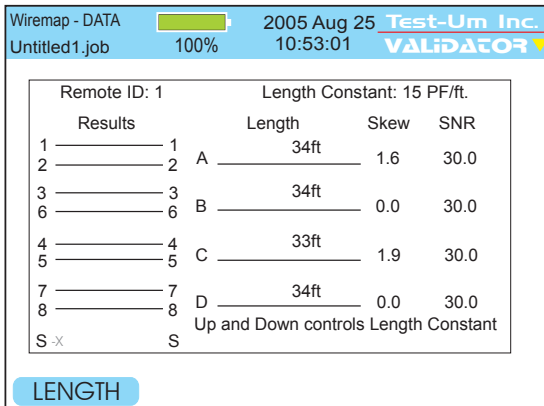 Wiremap - DATA 2005 Aug 25 Test-Um Inc.
Untitled1.job 100% 10:53:01 VALIDATOR
Remote ID: 1 Length Constant: 15 PF/ft.
Results Length Skew SNR
1 1 A 34ft 1.6 30.0
2 2
3 3 B 34ft 0.0 30.0
6 6
4 4 C 33ft 1.9 30.0
5 5
7 7 D 34ft 0.0 30.0
8 8
Up and Down controls Length Constant
S -X S
LENGTH